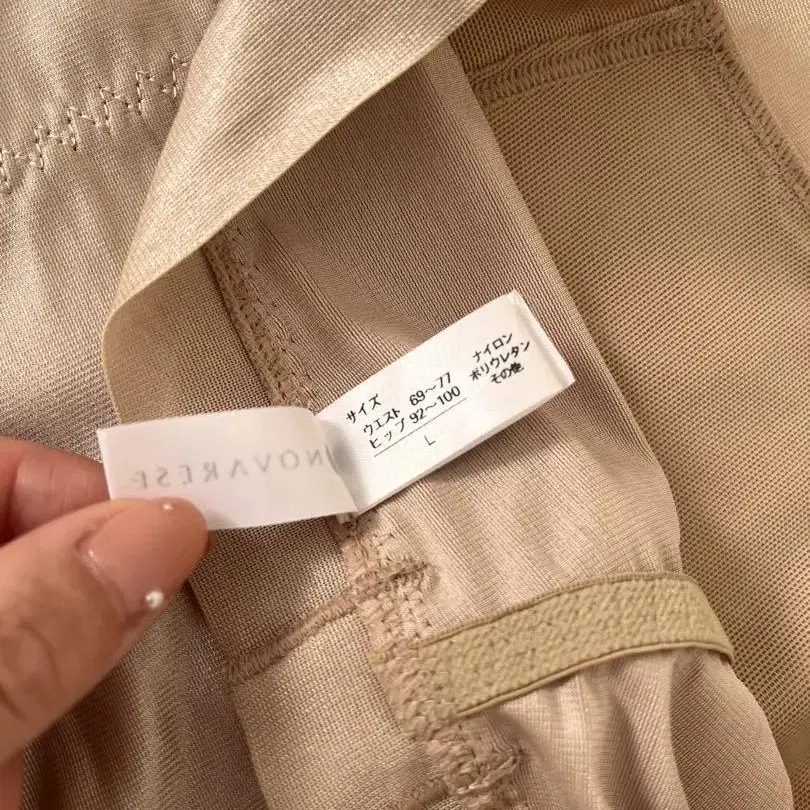 NOVARESE
サイズ
ウエスト 69～77
ヒップ 92～100
L
ナイロン
ポリウレタン
その他